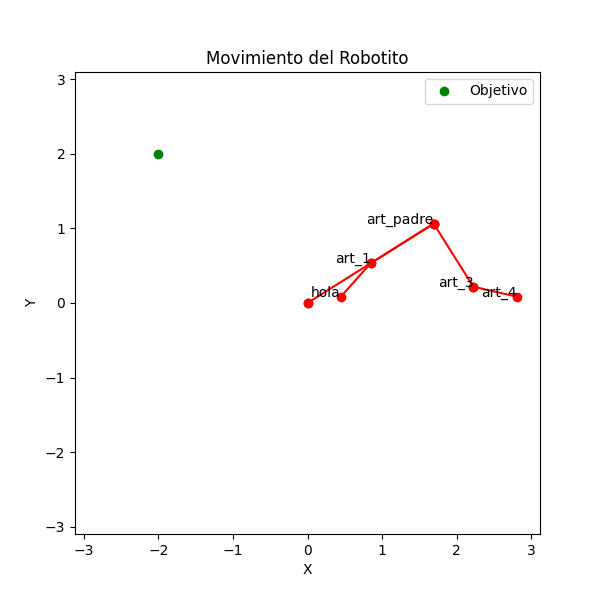 Movimiento del Robotito
Objetivo
3
2
1
0
−1
−2
−3
Y
art_padre
art_1
hola
art_3
art_4
−3
−2
−1
0
1
2
3
X